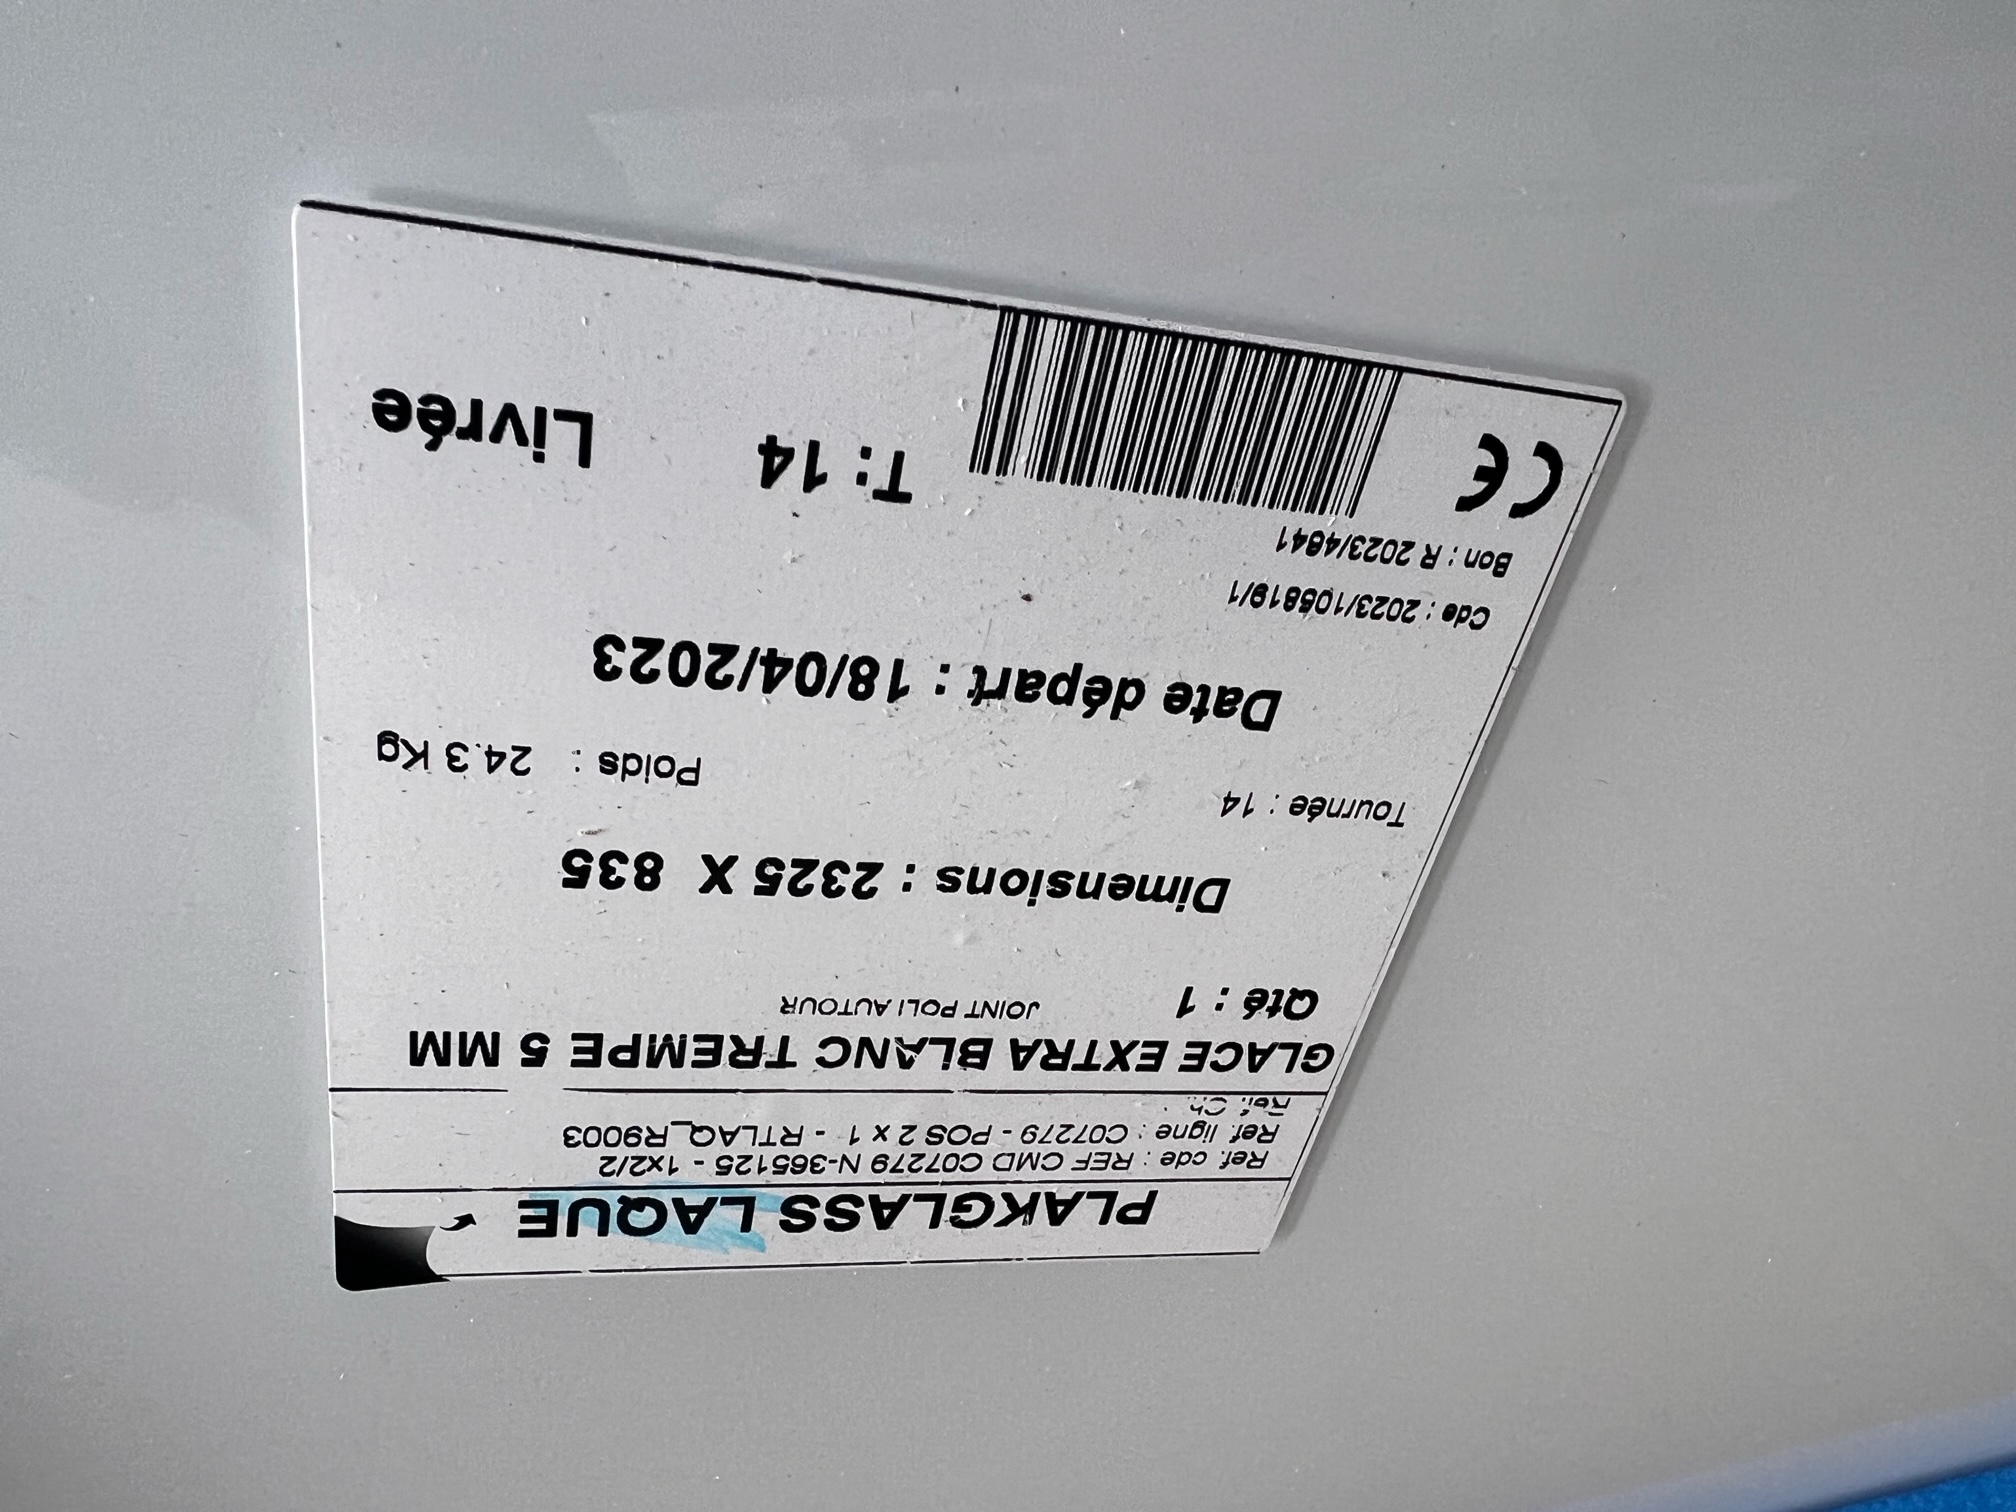 PLAKGLASS LAQUE
Ref. cde : REF CMD C07279 N-365125 - 1x2/2
Ref. ligne : C07279 - POS 2 x 1 - RTLAQ_R9003
Ref. Ch. :
GLACE EXTRA BLANC TREMPE 5 MM
Qté : 1 JOINT POLI AUTOUR
Dimensions : 2325 X 835
Tournée : 14 Poids : 24.3 Kg
Date départ : 18/04/2023
Cde : 2023/105819/1
Bon : R 2023/4841
CE T: 14 Livrée